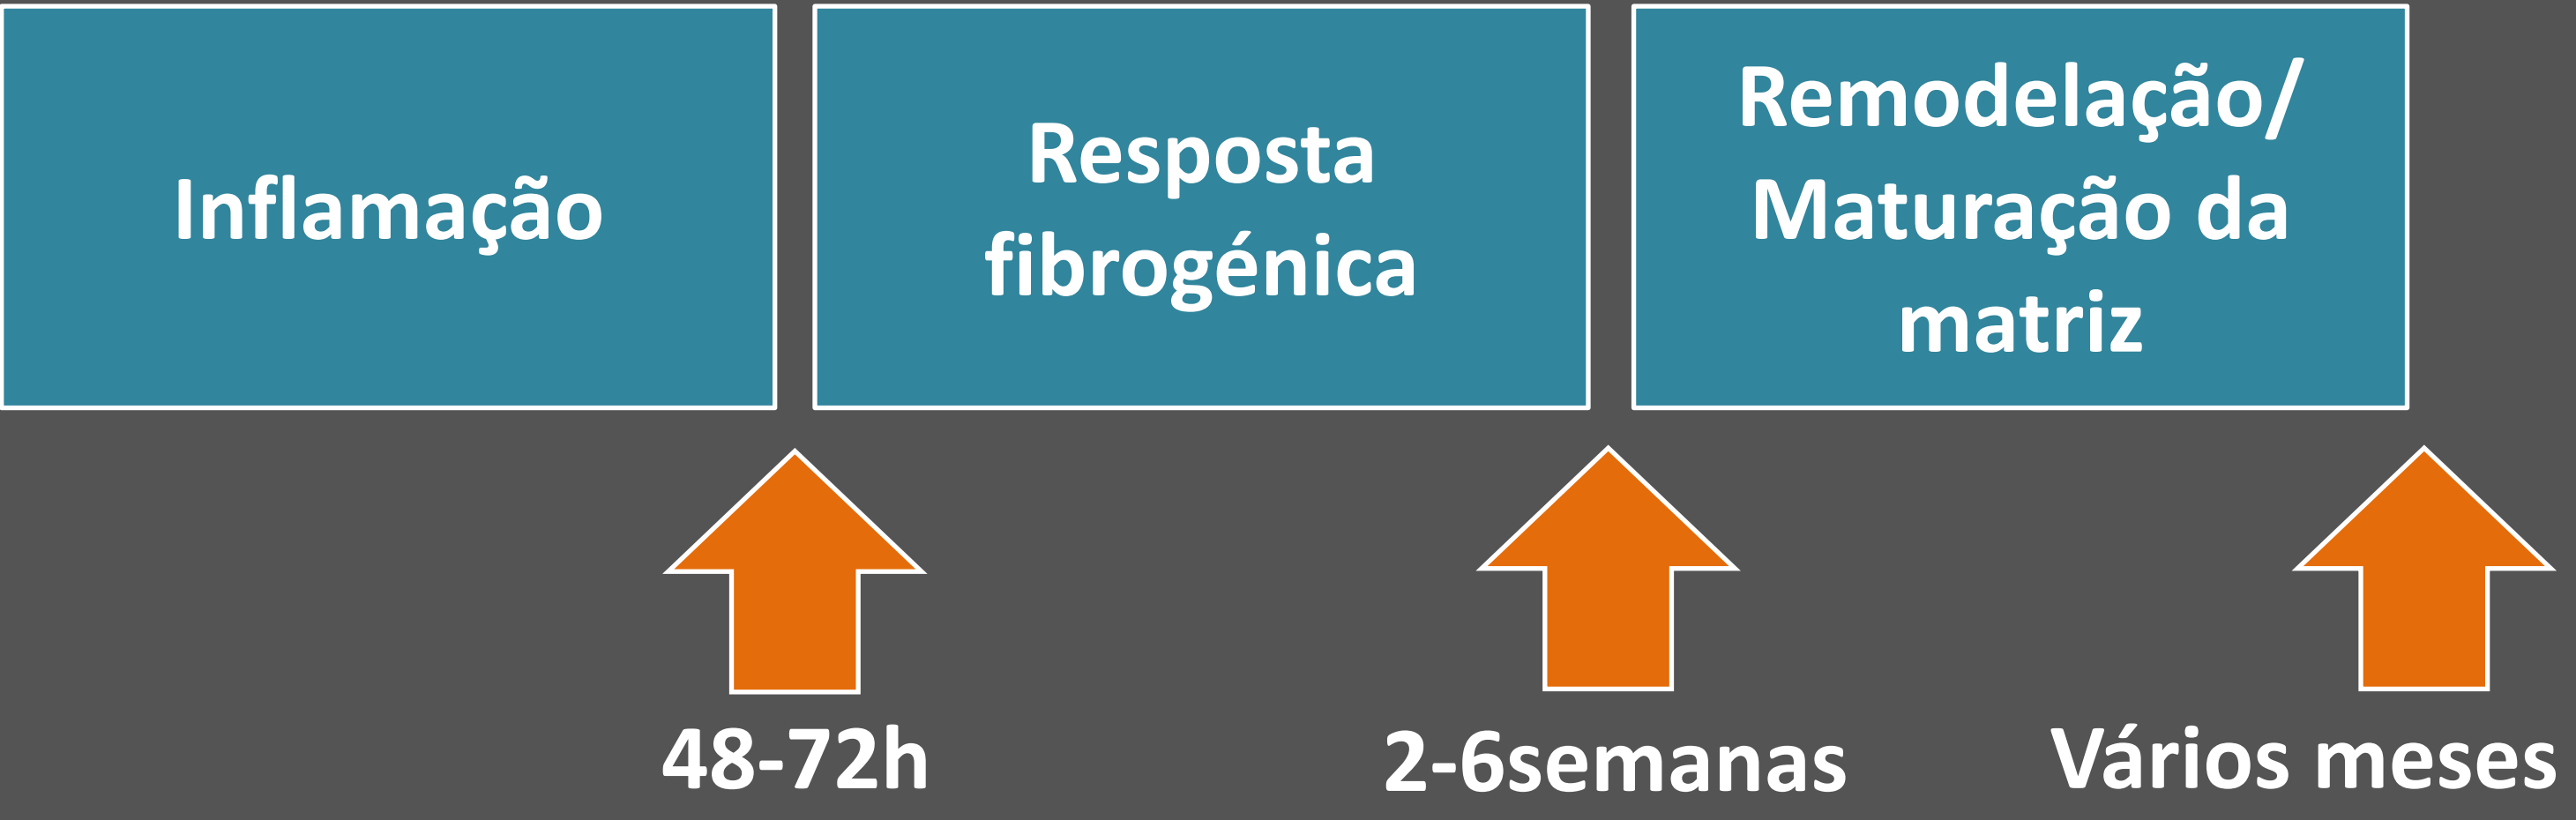 Inflamação
Resposta
fibrogénica
Remodelação/
Maturação da
matriz
48-72h
2-6semanas
Vários meses